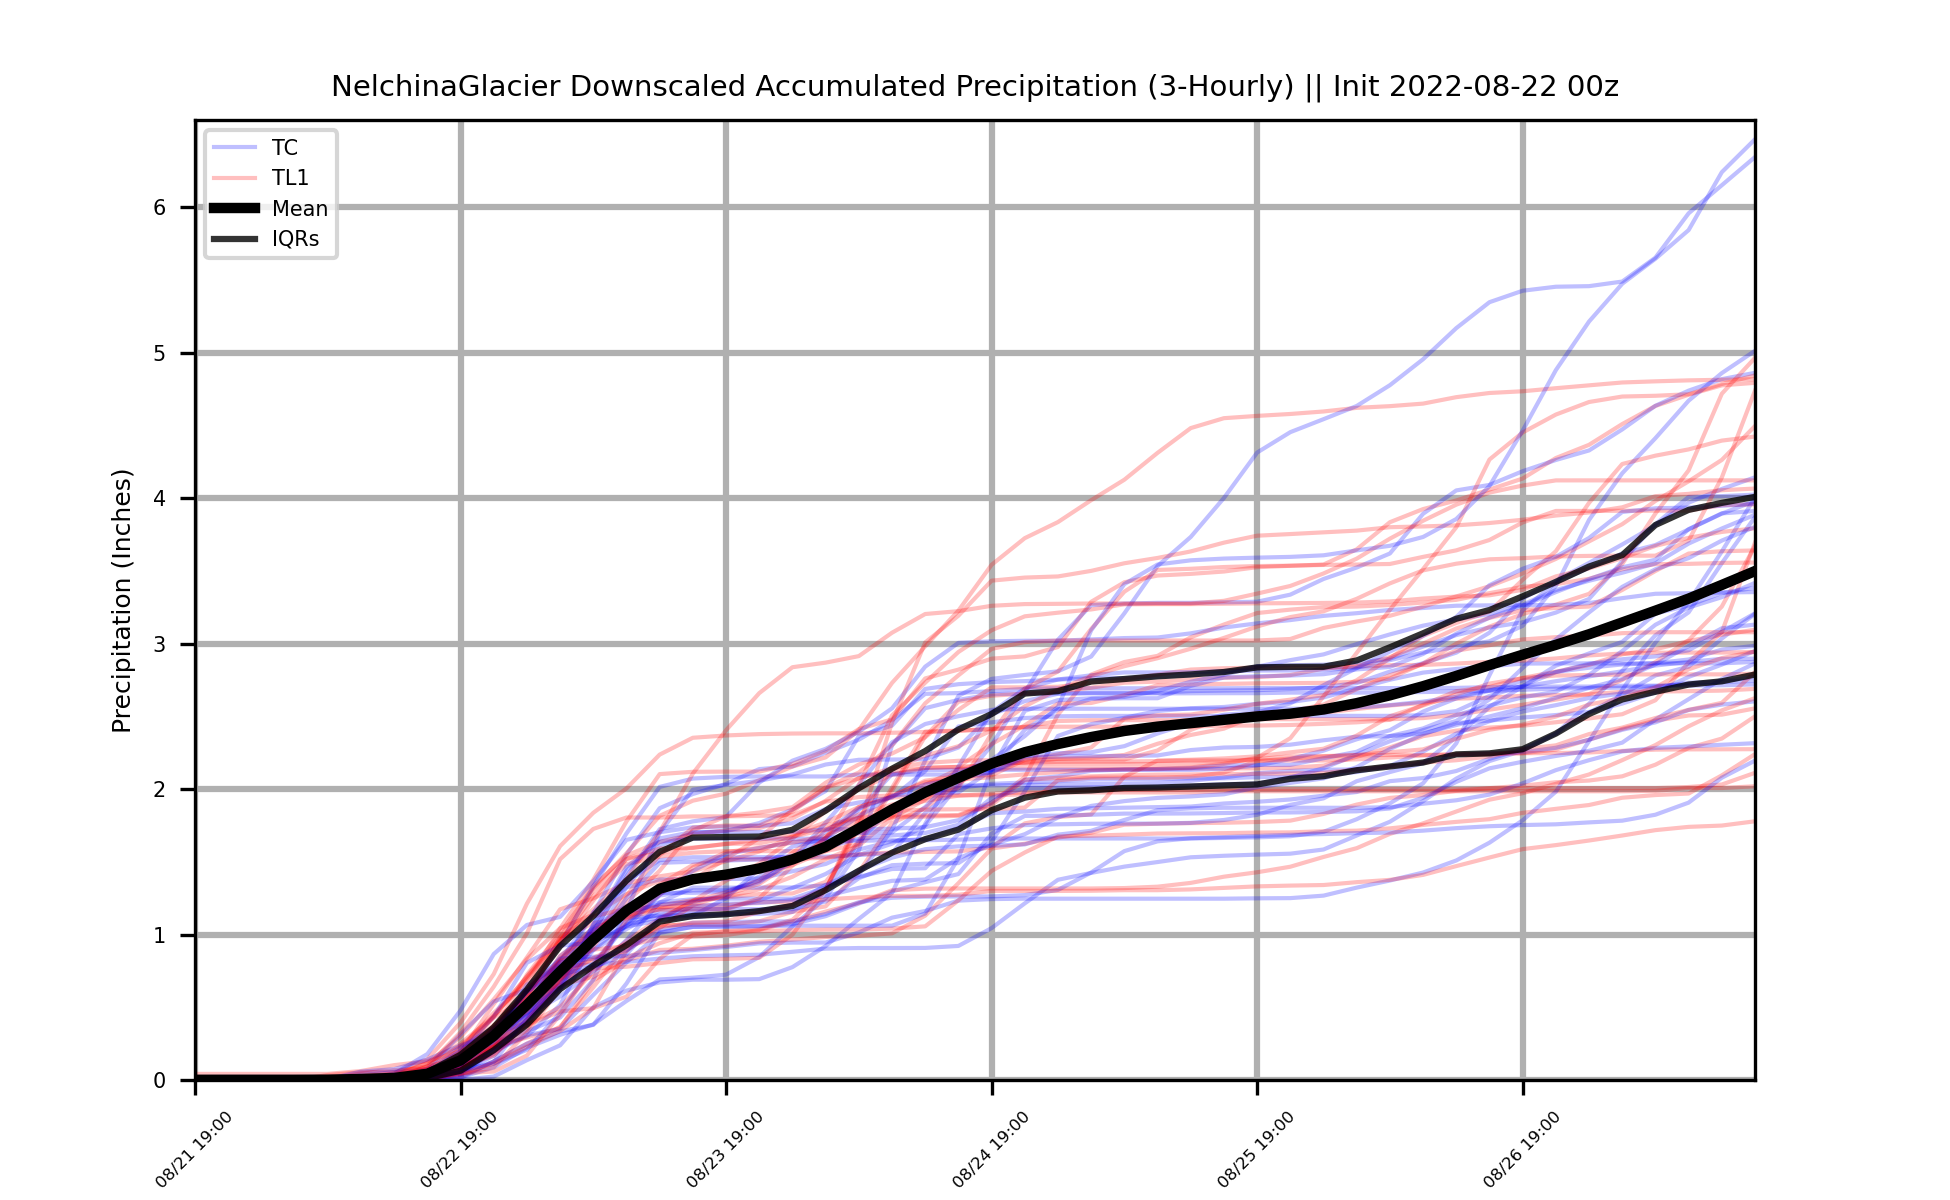 NelchinaGlacier Downscaled Accumulated Precipitation (3-Hourly) || Init 2022-08-22 00z
TC
TL1
Mean
IQRs
Precipitation (Inches)
6
5
4
3
2
1
0
08/21 19:00
08/22 19:00
08/23 19:00
08/24 19:00
08/25 19:00
08/26 19:00